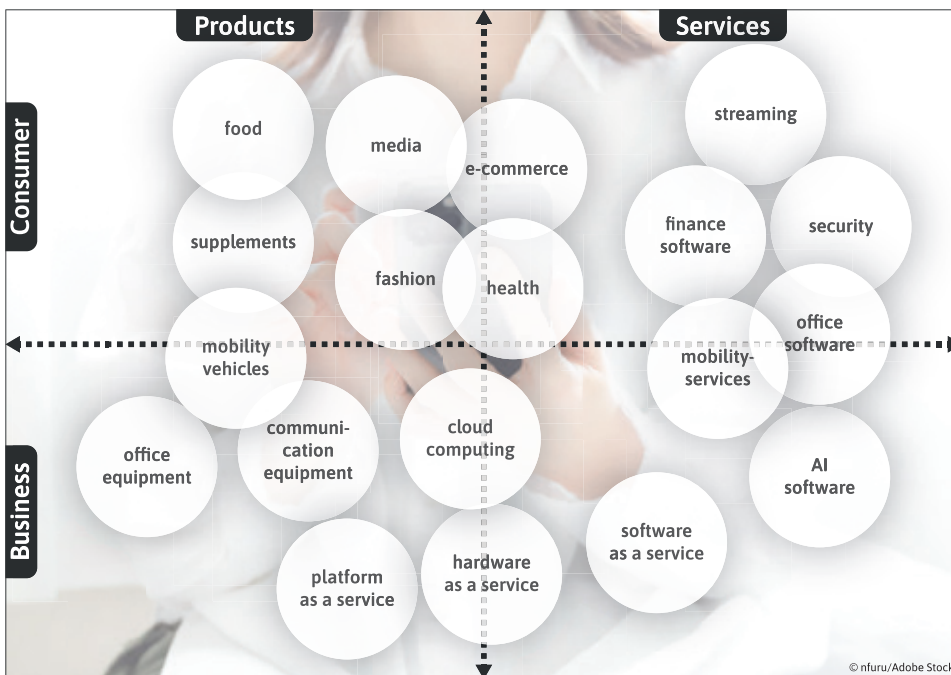 Products
Services
Consumer
Business
food
media
e-commerce
streaming
supplements
fashion
health
finance
software
security
mobility
vehicles
mobility-
services
office
software
office
equipment
communi-
cation
equipment
cloud
computing
AI
software
platform
as a service
hardware
as a service
software
as a service
© nfuru/Adobe Stock